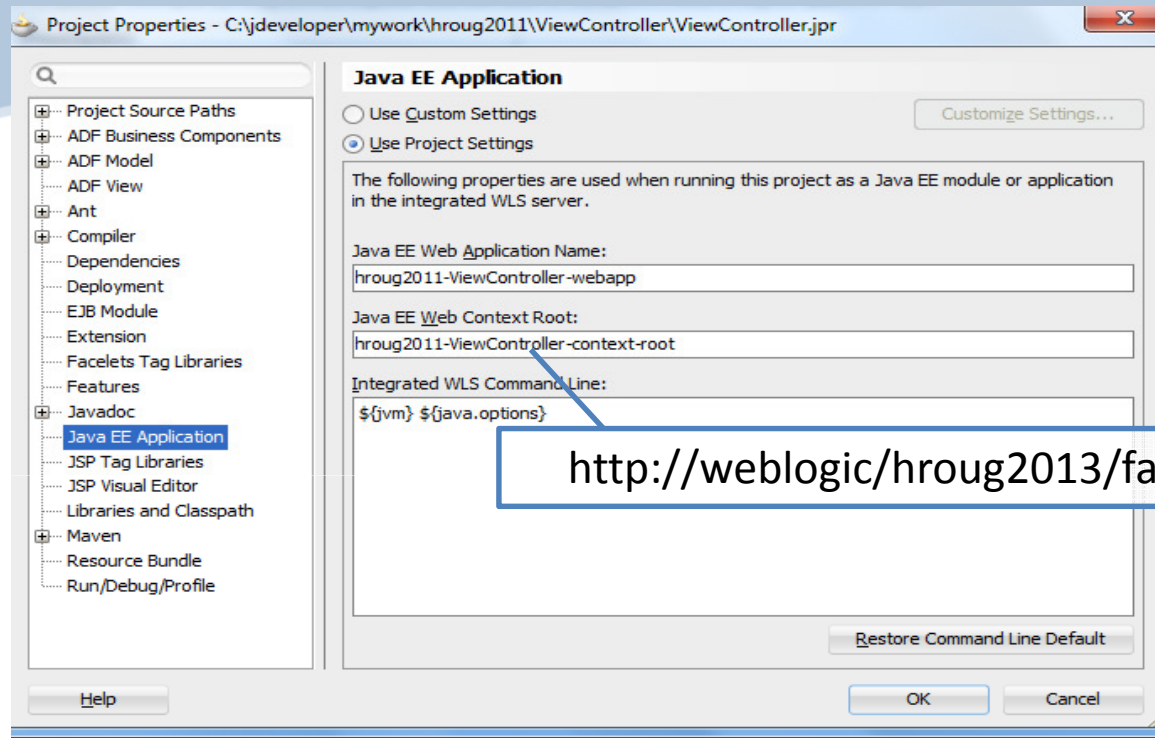 Project Properties - C:\jdeveloper\mywork\hroug2011\ViewController\ViewController.jpr
Project Source Paths
ADF Business Components
ADF Model
ADF View
Ant
Compiler
Dependencies
Deployment
EJB Module
Extension
Facelets Tag Libraries
Features
Javadoc
Java EE Application
JSP Tag Libraries
JSP Visual Editor
Libraries and Classpath
Maven
Resource Bundle
Run/Debug/Profile
Java EE Application
Use Custom Settings
Customize Settings...
Use Project Settings
The following properties are used when running this project as a Java EE module or application
in the integrated WLS server.
Java EE Web Application Name:
hroug2011-ViewController-webapp
Java EE Web Context Root:
hroug2011-ViewController-context-root
Integrated WLS Command Line:
${jvm} ${java.options}
http://weblogic/hroug2013/fa
Restore Command Line Default
Help
OK
Cancel